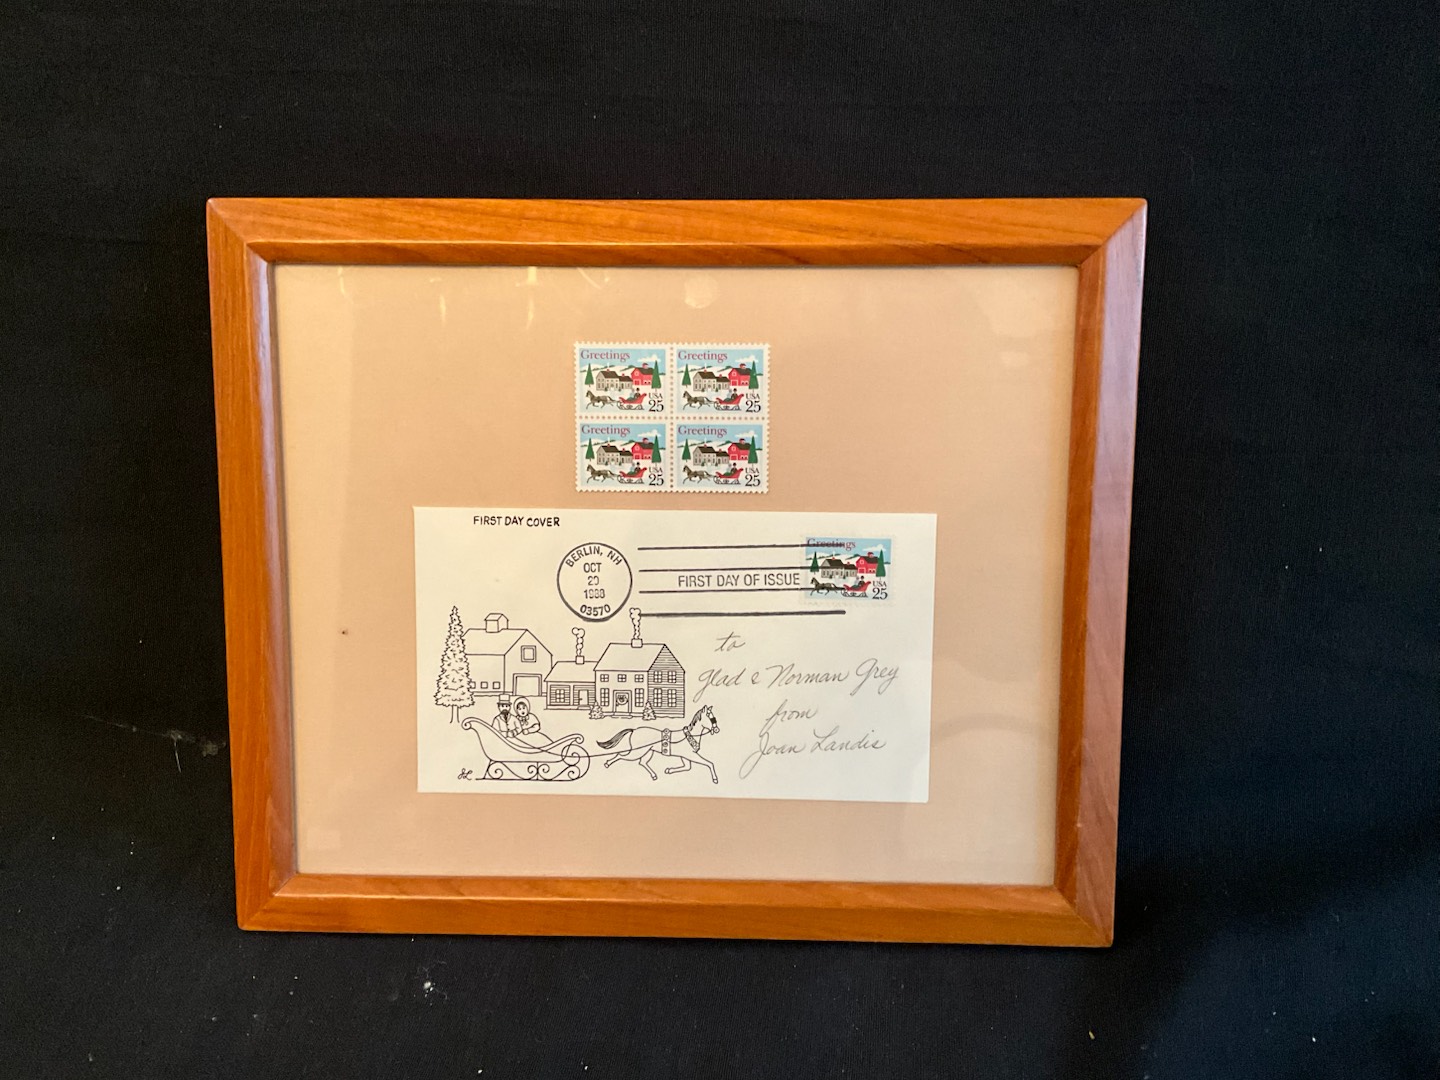 Greetings
USA
25
Greetings
USA
25
Greetings
USA
25
Greetings
USA
25
FIRST DAY COVER
BERLIN, NH
OCT
20
1988
03570
FIRST DAY OF ISSUE
Greetings
USA
25
to
Glad & Norman Grey
from
Joan Landis
JL